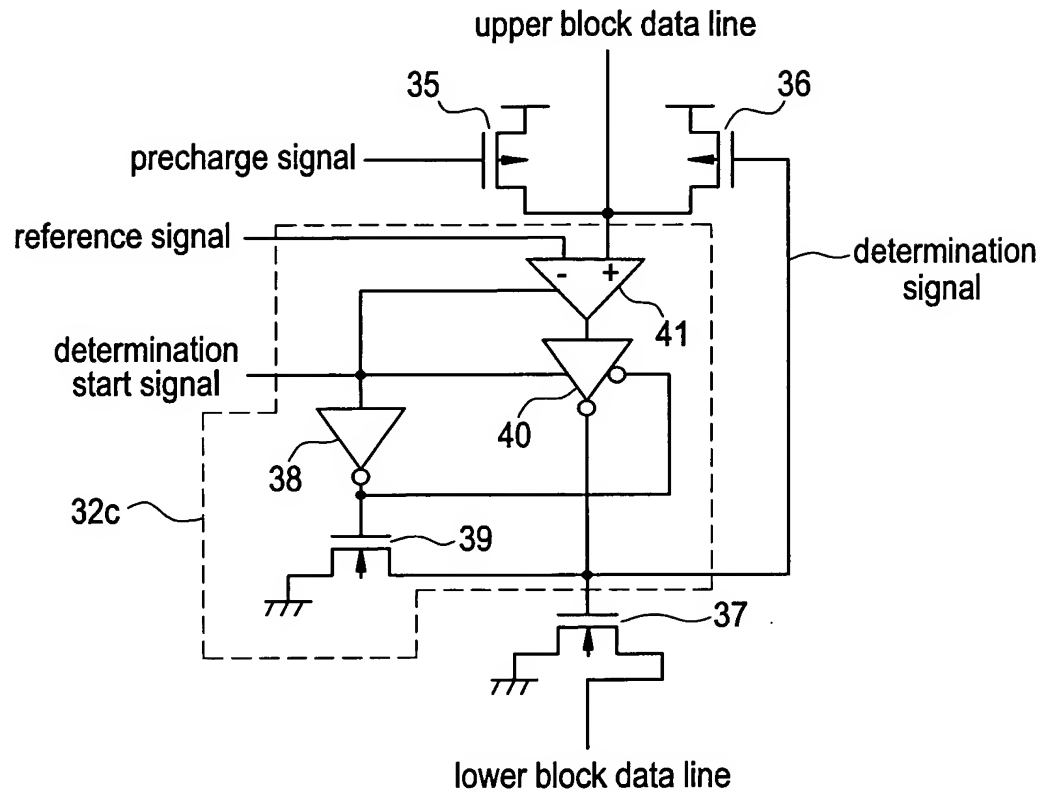 upper block data line
35
36
precharge signal
reference signal
- +
determination
signal
41
determination
start signal
40
38
32c
39
37
lower block data line